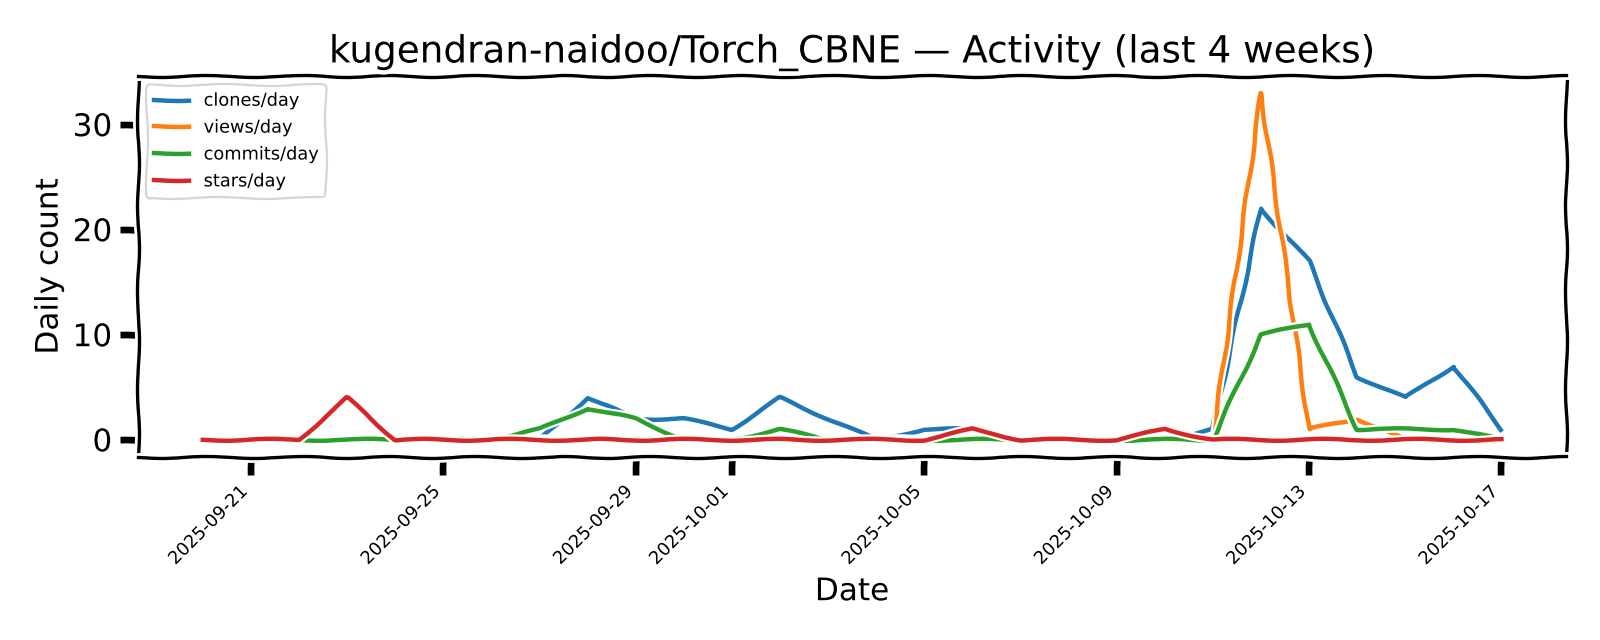 kugendran-naidoo/Torch_CBNE — Activity (last 4 weeks)
clones/day
views/day
commits/day
stars/day
Daily count
30
20
10
0
2025-09-21
2025-09-25
2025-09-29
2025-10-01
2025-10-05
2025-10-09
2025-10-13
2025-10-17
Date